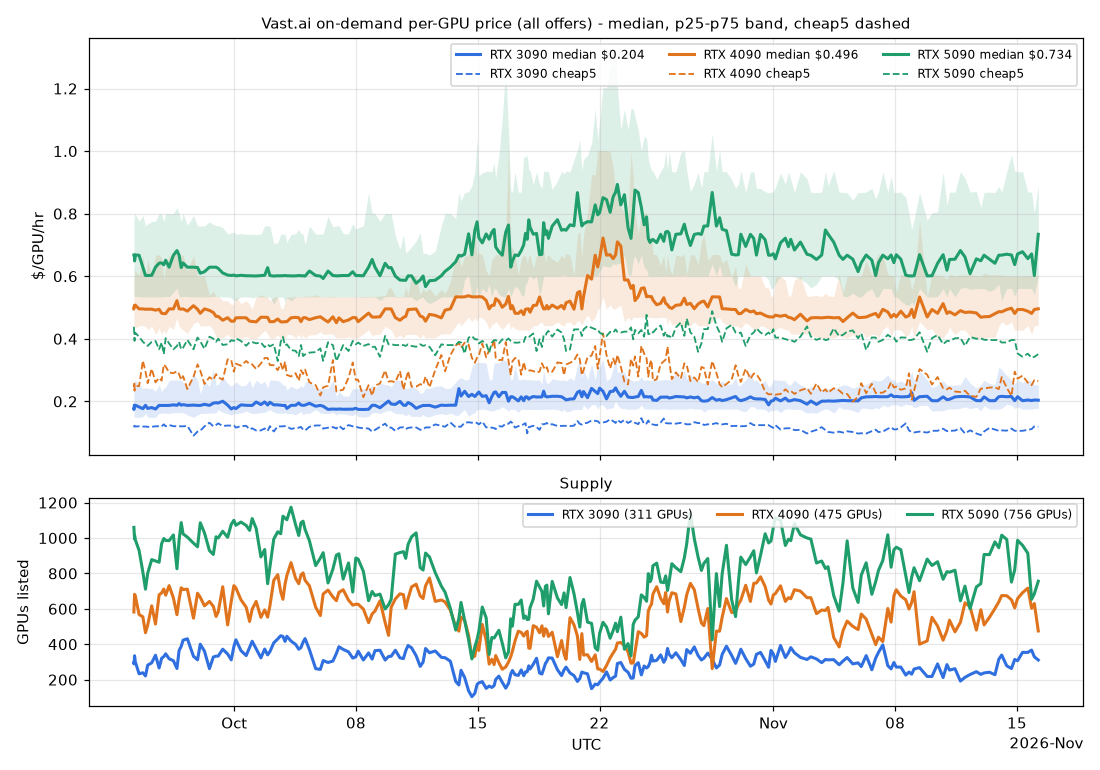 Vast.ai on-demand per-GPU price (all offers) - median, p25-p75 band, cheap5 dashed
RTX 3090 median $0.204
RTX 4090 median $0.496
RTX 5090 median $0.734
RTX 3090 cheap5
RTX 4090 cheap5
RTX 5090 cheap5
$/GPU/hr
1.2
1.0
0.8
0.6
0.4
0.2
Supply
RTX 3090 (311 GPUs)
RTX 4090 (475 GPUs)
RTX 5090 (756 GPUs)
GPUs listed
1200
1000
800
600
400
200
Oct
08
15
22
Nov
08
15
UTC
2026-Nov